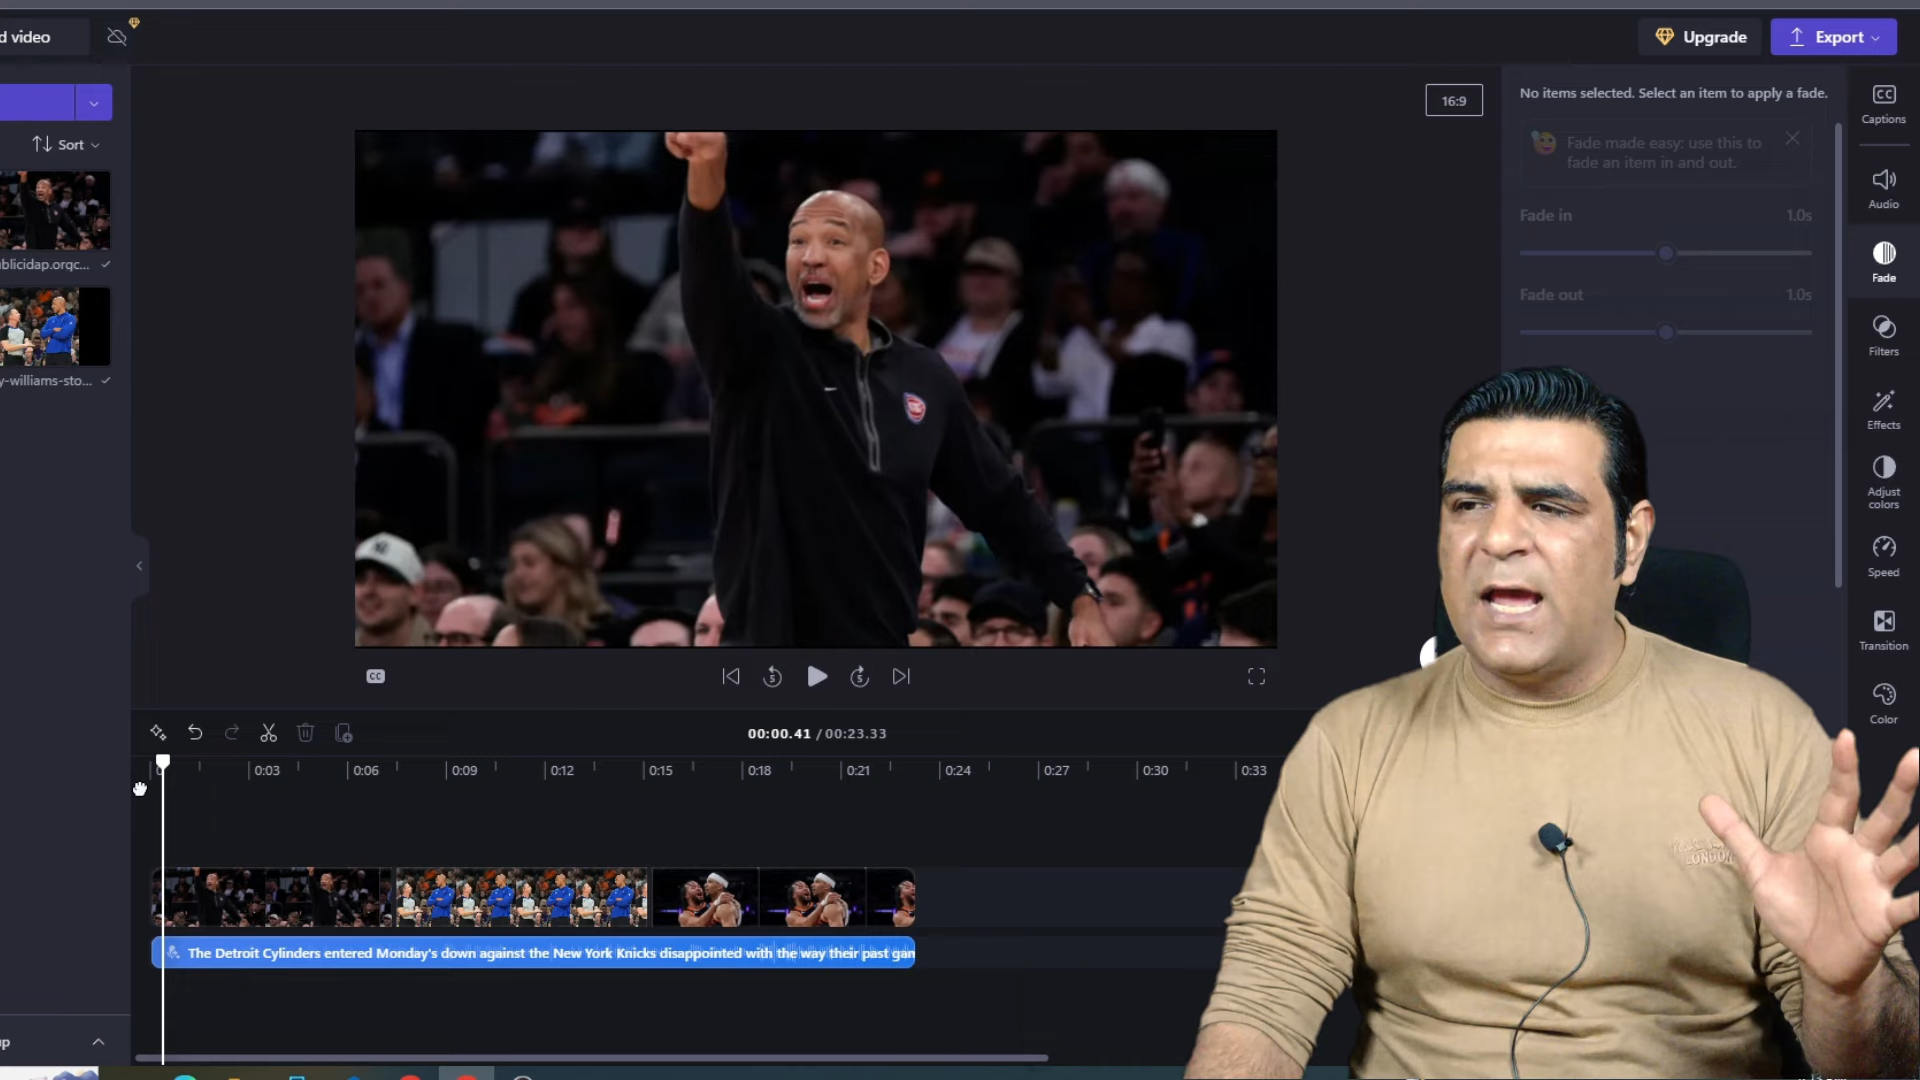 d video
Upgrade
Export
16:9
No items selected. Select an item to apply a fade.
Fade made easy: use this to
fade an item in and out.
Fade in
1.0s
Fade out
1.0s
Captions
Audio
Fade
Filters
Effects
Adjust
colors
Speed
Transition
Color
Sort
blicidap.orqc...
y-williams-sto...
CC
5
5
00:00.41 / 00:23.33
0
0:03
0:06
0:09
0:12
0:15
0:18
0:21
0:24
0:27
0:30
0:33
The Detroit Cylinders entered Monday's down against the New York Knicks disappointed with the way their past gan
LONDON
p